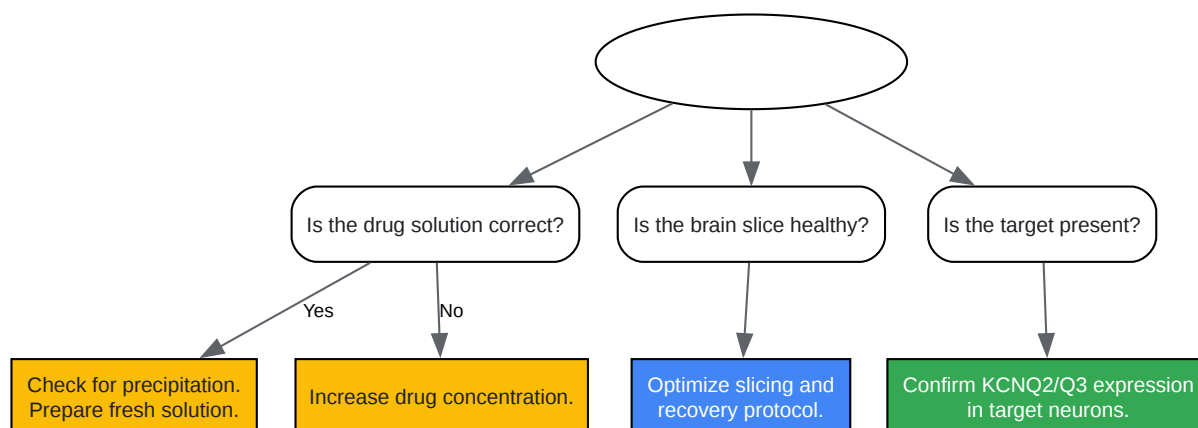 Is the drug solution correct?
Is the brain slice healthy?
Is the target present?
Yes
No
Check for precipitation.
Prepare fresh solution.
Increase drug concentration.
Optimize slicing and
recovery protocol.
Confirm KCNQ2/Q3 expression
in target neurons.